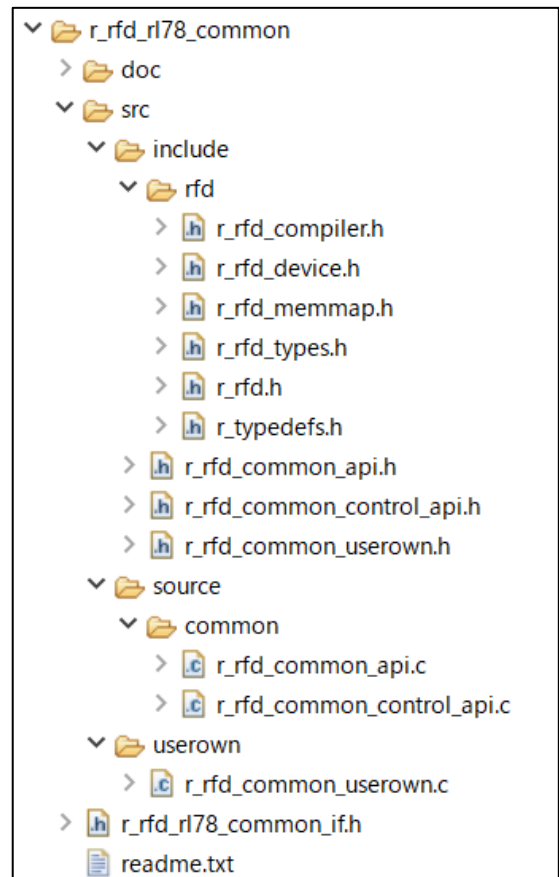 r_rfd_rl78_common
doc
src
include
rfd
r_rfd_compiler.h
r_rfd_device.h
r_rfd_memmap.h
r_rfd_types.h
r_rfd.h
r_typedefs.h
r_rfd_common_api.h
r_rfd_common_control_api.h
r_rfd_common_userown.h
source
common
r_rfd_common_api.c
r_rfd_common_control_api.c
userown
r_rfd_common_userown.c
r_rfd_rl78_common_if.h
readme.txt